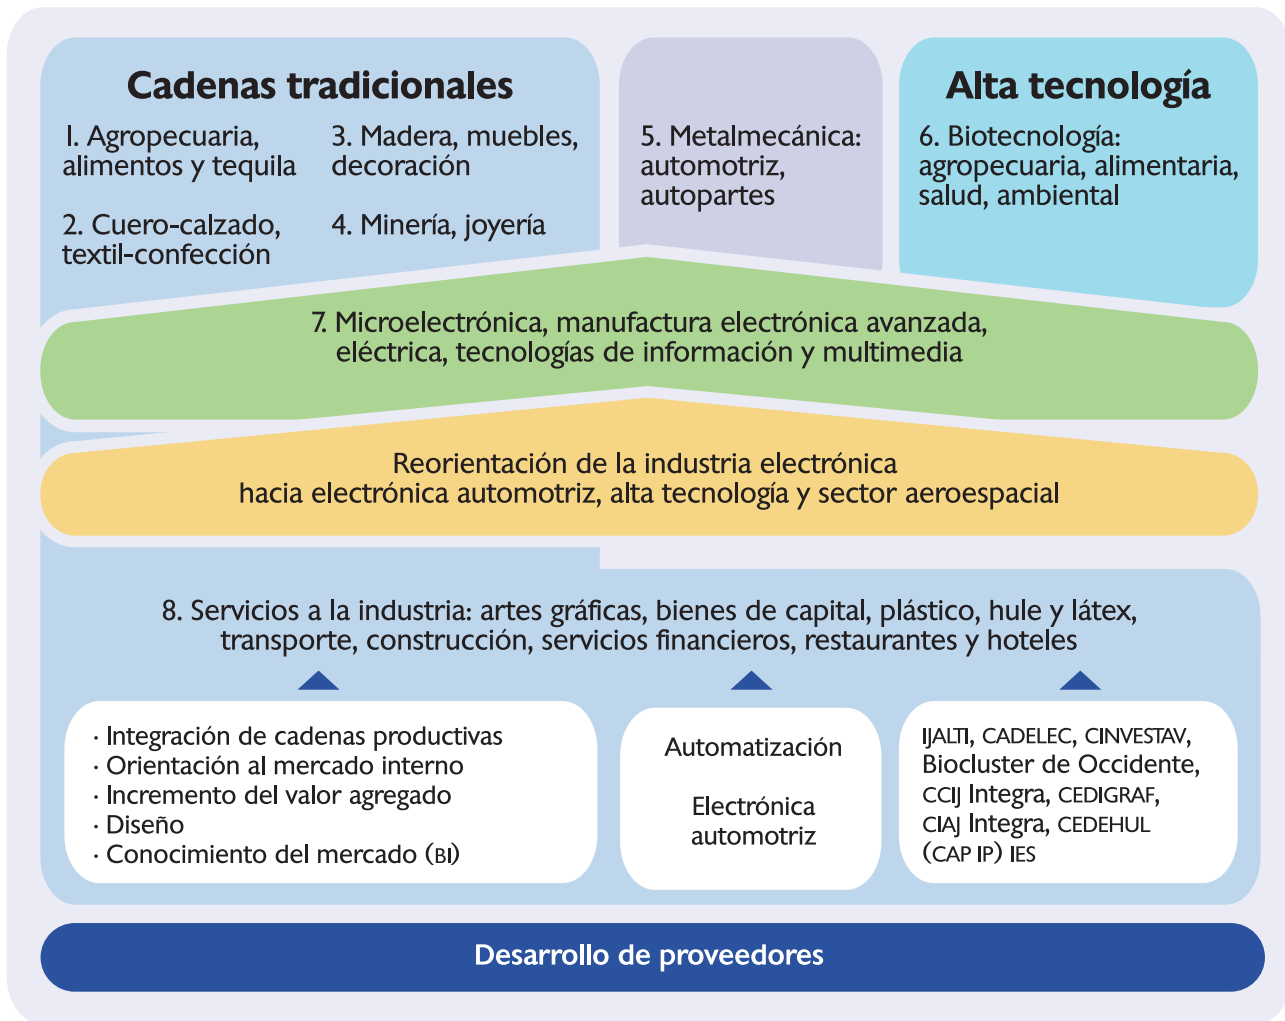 Cadenas tradicionales
1. Agropecuaria,
alimentos y tequila
2. Cuero-calzado,
textil-confección
3. Madera, muebles,
decoración
4. Minería, joyería
5. Metalmecánica:
automotriz,
autopartes
Alta tecnología
6. Biotecnología:
agropecuaria, alimentaria,
salud, ambiental
7. Microelectrónica, manufactura electrónica avanzada,
eléctrica, tecnologías de información y multimedia
Reorientación de la industria electrónica
hacia electrónica automotriz, alta tecnología y sector aeroespacial
8. Servicios a la industria: artes gráficas, bienes de capital, plástico, hule y látex,
transporte, construcción, servicios financieros, restaurantes y hoteles
· Integración de cadenas productivas
· Orientación al mercado interno
· Incremento del valor agregado
· Diseño
· Conocimiento del mercado (BI)
Automatización
Electrónica
automotriz
IJALTI, CADELEC, CINVESTAV,
Biocluster de Occidente,
CCIJ Integra, CEDIGRAF,
CIAJ Integra, CEDEHUL
(CAP IP) IES
Desarrollo de proveedores